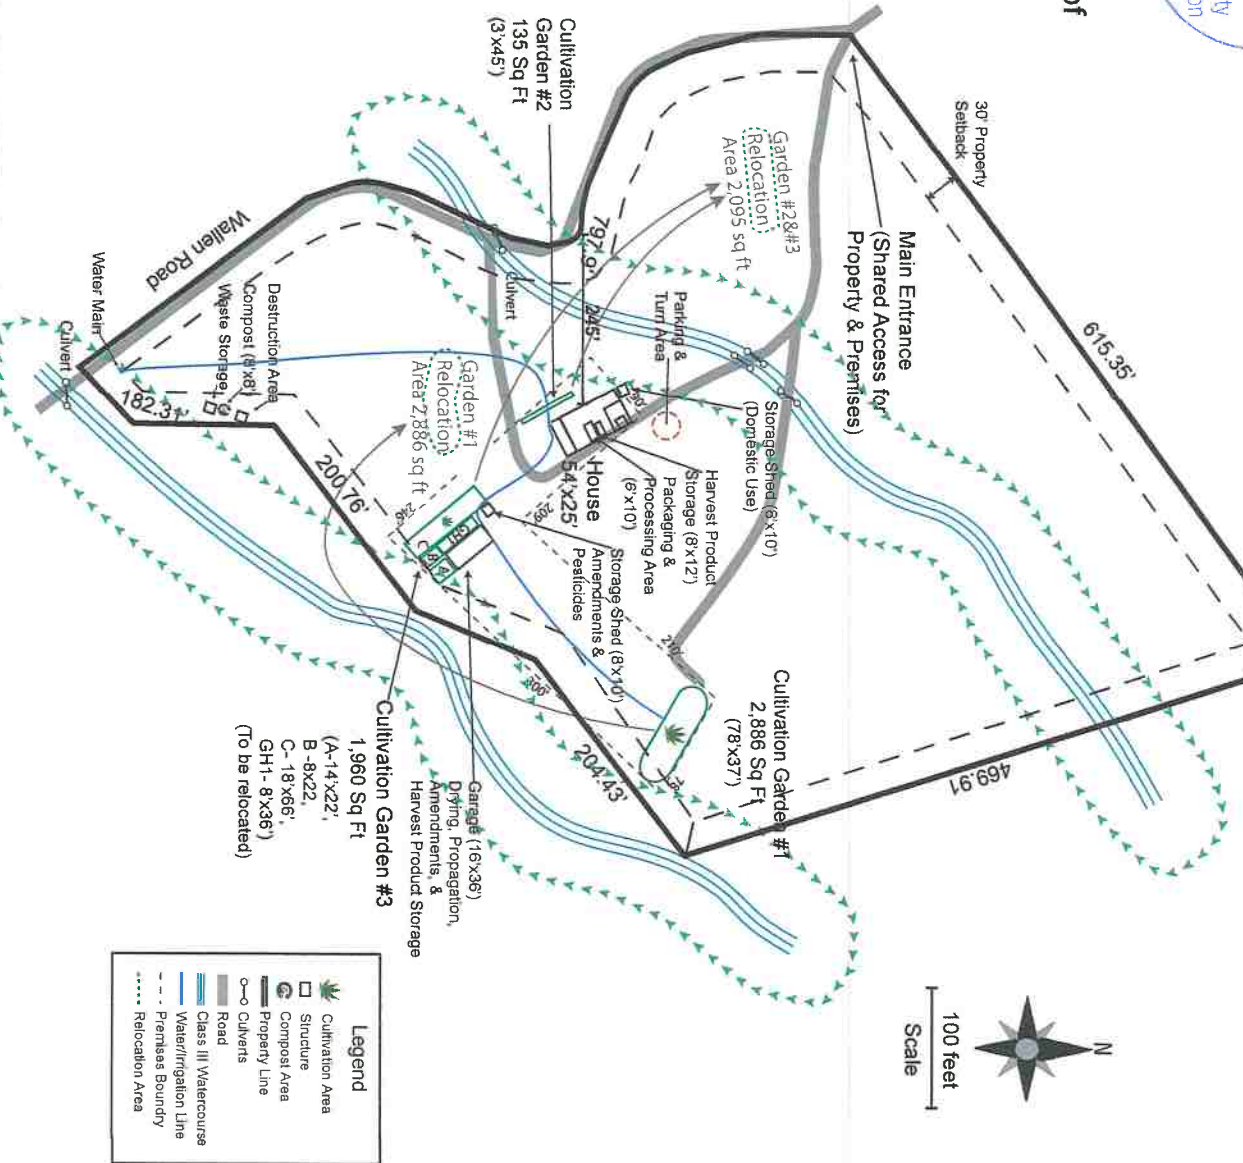 of
ty
on
30' Property
Setback
Main Entrance
(Shared Access for
Property & Premises)
615.35'
469.91
Cultivation
Garden #2
135 Sq Ft
(3'x45')
Garden #2&#3
Relocation
Area 2,095 sq ft
797.9'
245'
Culvert
Parking &
Turn Area
30'
Storage Shed (8'x10')
(Domestic Use)
Harvest Product
Storage (8'x12')
Packaging &
Processing Area
(6'x10')
House
54'x25'
209'
Storage Shed (8'x10')
Amendments &
Pesticides
210'
Cultivation Garden #1
2,886 Sq Ft
(78'x37')
Wallen Road
Water Main
Culvert
Destruction Area
Compost (8'x8')
Waste Storage
182.31'
Garden #1
Relocation
Area 2,886 sq ft
200.76'
GH1
C
B
A
300'
204.43'
Garage (16'x36')
Drying, Propagation,
Amendments, &
Harvest Product Storage
Cultivation Garden #3
1,960 Sq Ft
(A-14'x22',
B -8x22,
C- 18'x66',
GH1- 8'x36')
(To be relocated)
N
100 feet
Scale
Legend
Cultivation Area
Structure
Compost Area
Property Line
Culverts
Road
Class III Watercourse
Water/Irrigation Line
Premises Boundry
Relocation Area